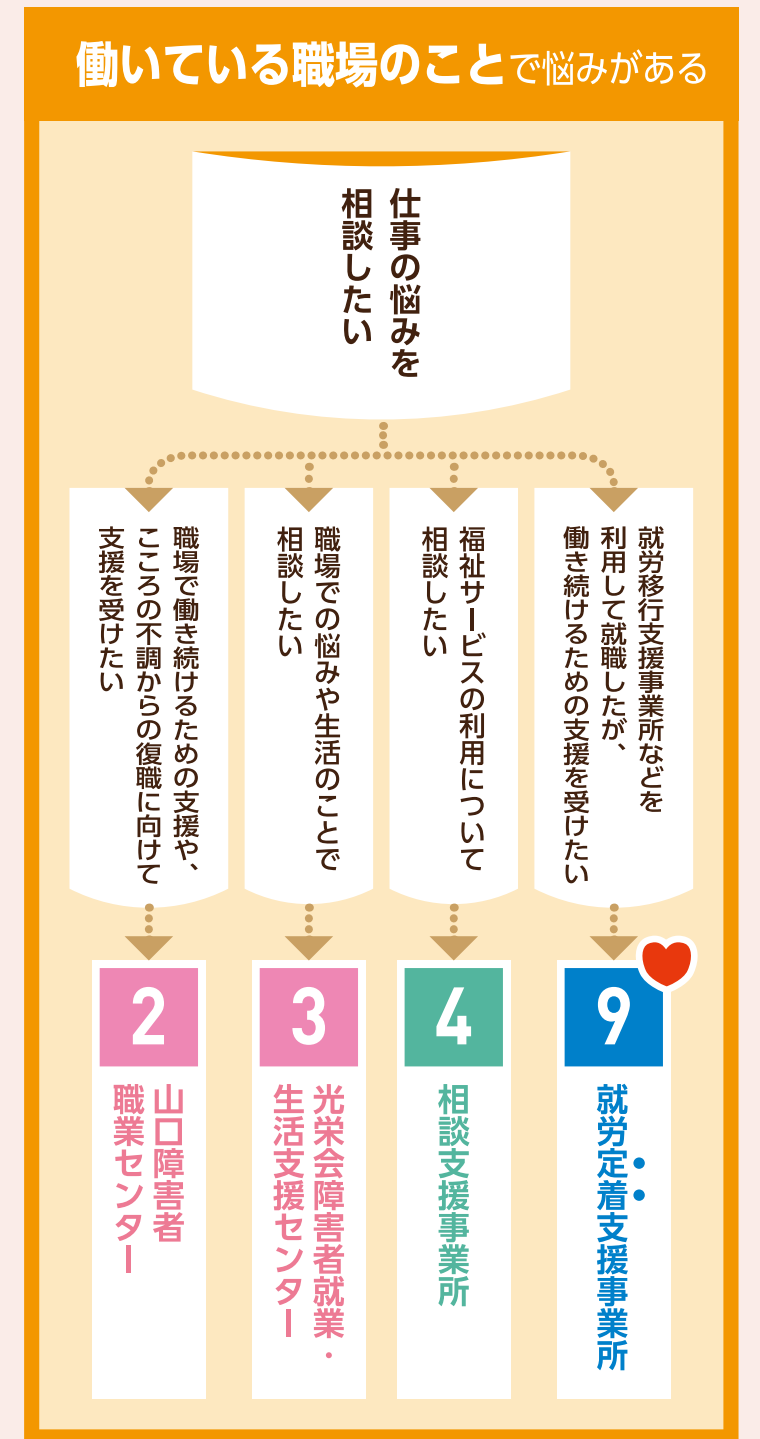 働いている職場のことで悩みがある
仕事の悩みを
相談したい
就労移行支援事業所などを
利用して就職したが、
働き続けるための支援を受けたい
福祉サービスの利用について
相談したい
職場での悩みや生活のことで
相談したい
職場で働き続けるための支援や、
こころの不調からの復職に向けて
支援を受けたい
9
就労定着支援事業所
4
相談支援事業所
3
光栄会障害者就業・
生活支援センター
2
山口障害者
職業センター